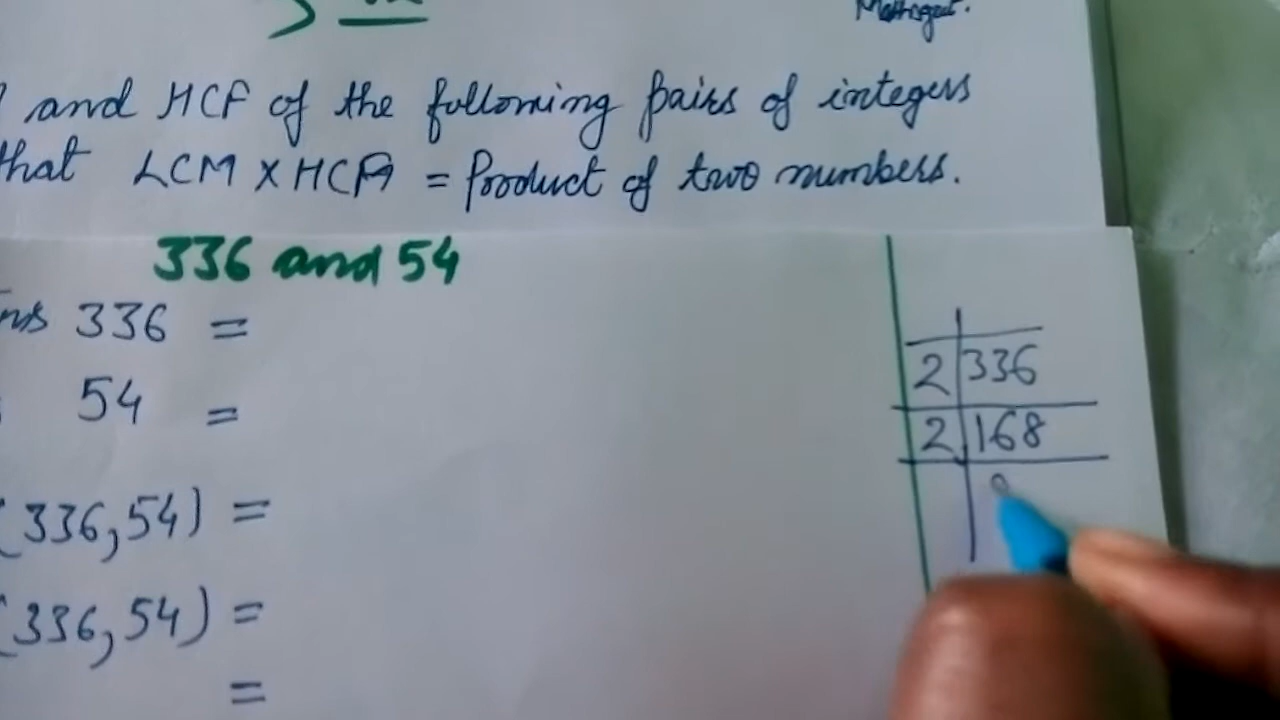 and HCF of the following pairs of integers
that LCM X HCF = Product of two numbers.
336 and 54
336 =
54 =
(336,54) =
(336,54) =
=
2 336
2 168